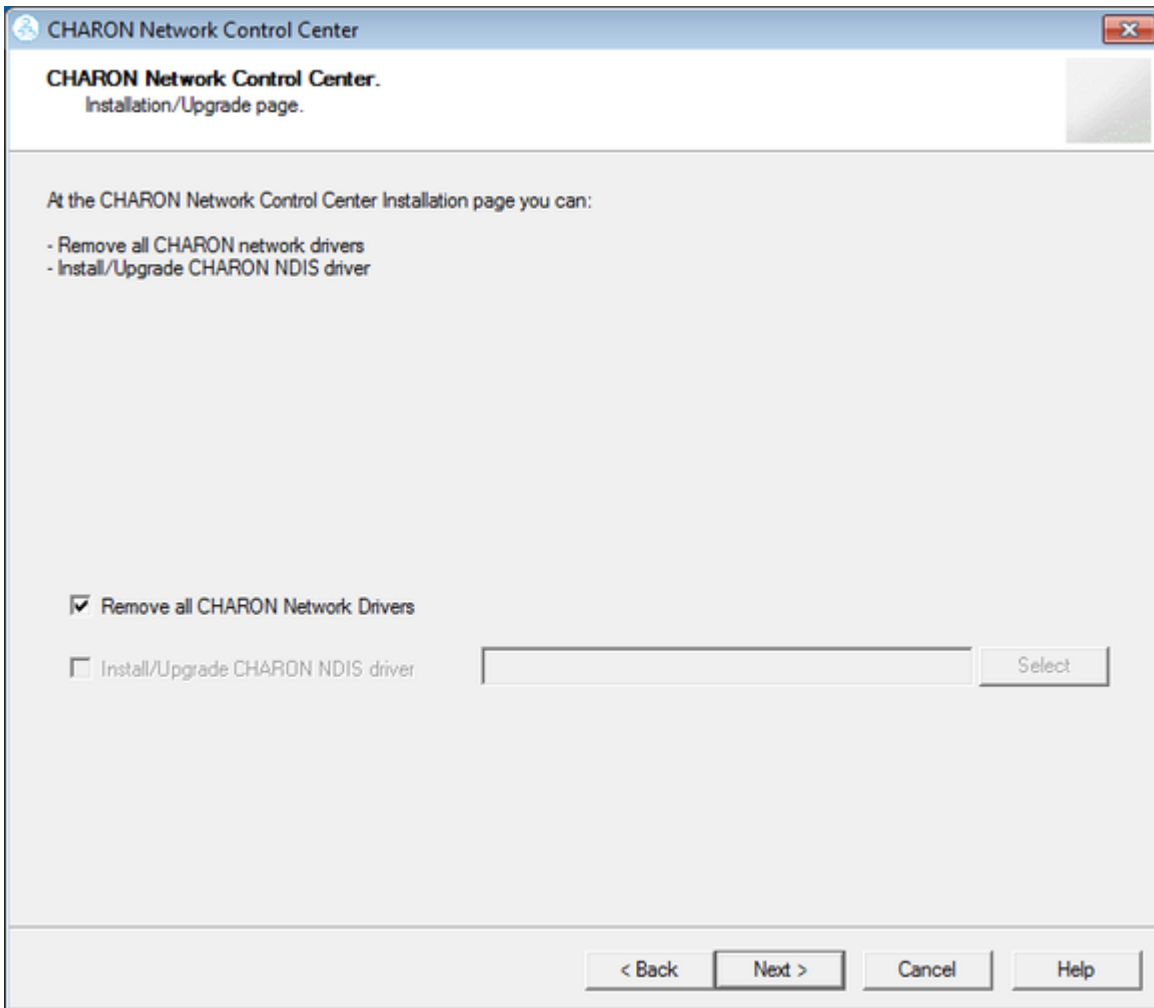 CHARON Network Control Center
CHARON Network Control Center.
Installation/Upgrade page.
At the CHARON Network Control Center Installation page you can:
- Remove all CHARON network drivers
- Install/Upgrade CHARON NDIS driver
Remove all CHARON Network Drivers
Install/Upgrade CHARON NDIS driver
Select
< Back
Next >
Cancel
Help